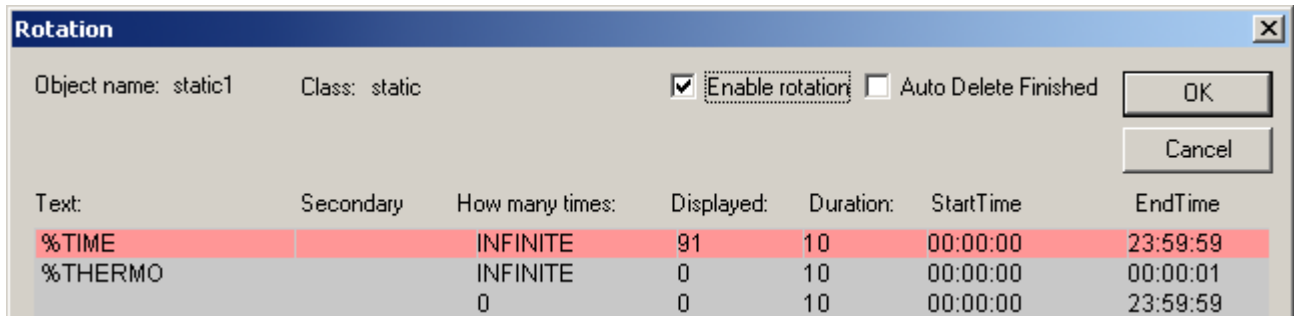 Rotation
Object name: static1 Class: static Enable rotation Auto Delete Finished OK
Cancel
Text: Secondary How many times: Displayed: Duration: StartTime EndTime
%TIME INFINITE 91 10 00:00:00 23:59:59
%THERMO INFINITE 0 10 00:00:00 00:00:01
0 0 10 00:00:00 23:59:59